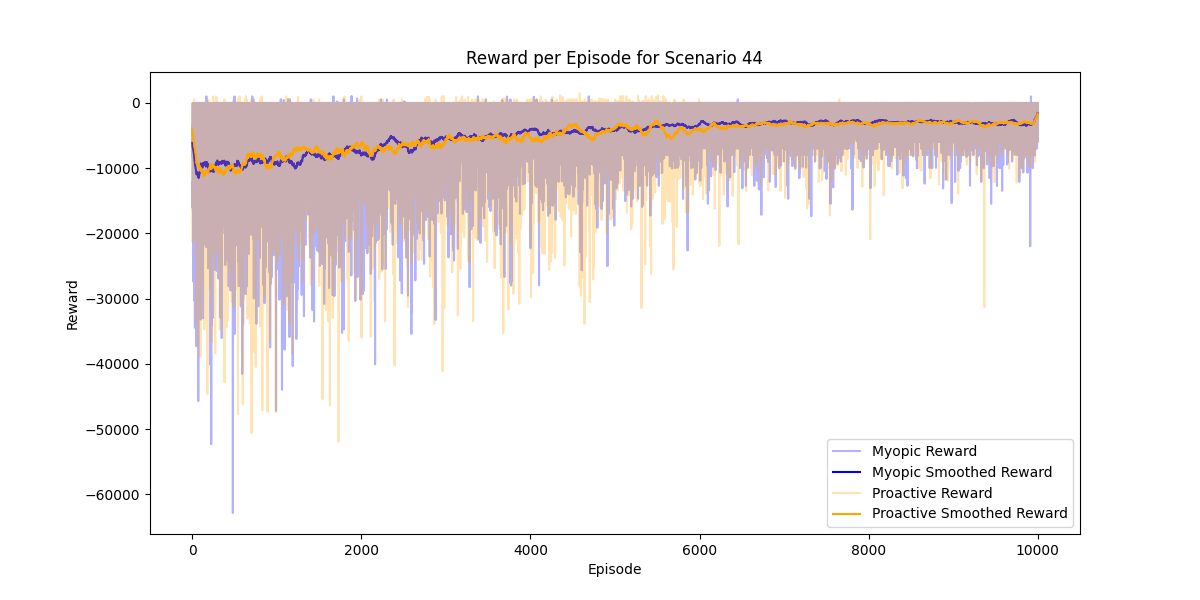 Reward per Episode for Scenario 44
Reward
0
−10000
−20000
−30000
−40000
−50000
−60000
Myopic Reward
Myopic Smoothed Reward
Proactive Reward
Proactive Smoothed Reward
0 2000 4000 6000 8000 10000
Episode